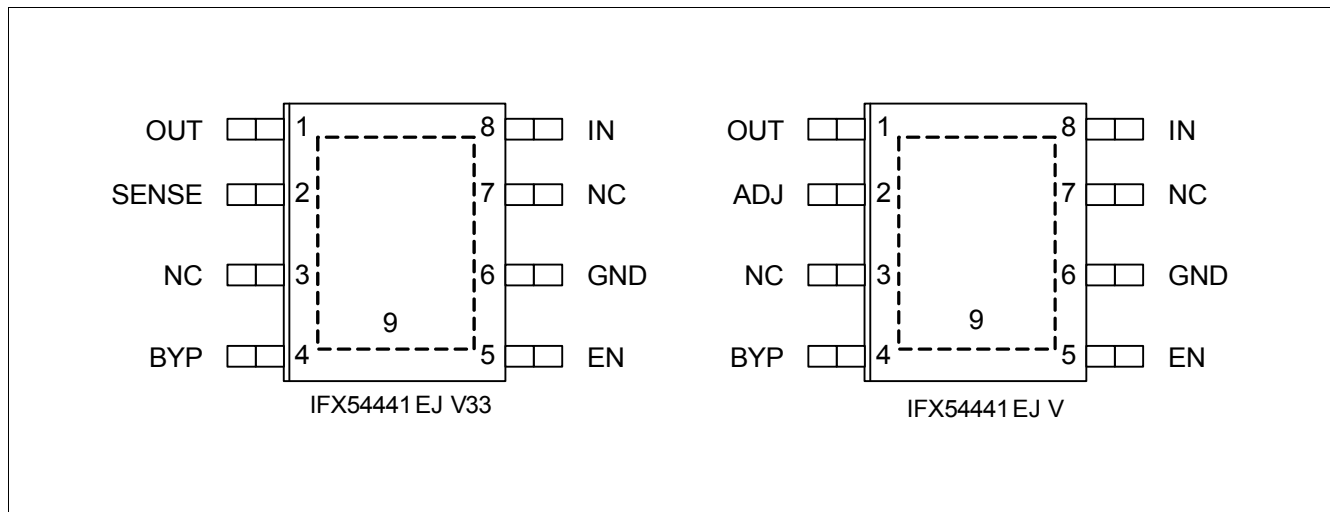 OUT 1 8 IN
SENSE 2 7 NC
NC 3 6 GND
9
BYP 4 5 EN
IFX54441 EJ V33
OUT 1 8 IN
ADJ 2 7 NC
NC 3 6 GND
9
BYP 4 5 EN
IFX54441 EJ V